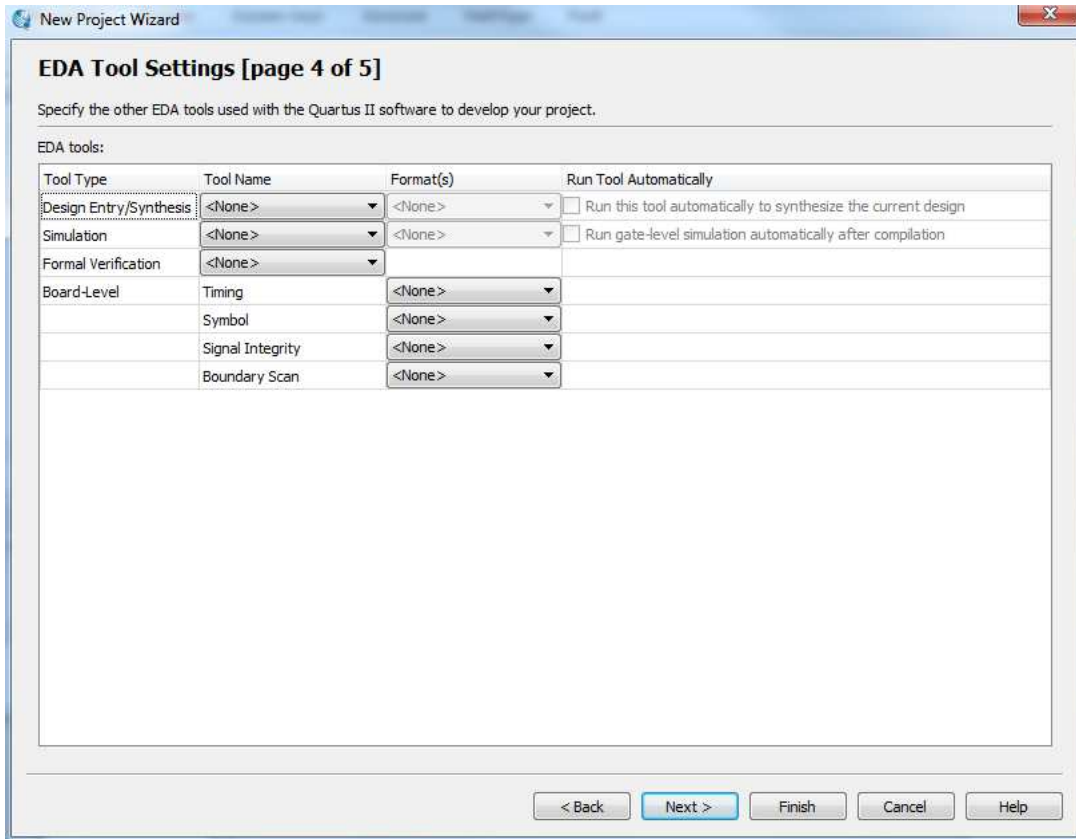 New Project Wizard
EDA Tool Settings [page 4 of 5]
Specify the other EDA tools used with the Quartus II software to develop your project.
EDA tools:
Tool Type Tool Name Format(s) Run Tool Automatically
Design Entry/Synthesis <None> <None> Run this tool automatically to synthesize the current design
Simulation <None> <None> Run gate-level simulation automatically after compilation
Formal Verification <None>
Board-Level Timing <None>
Symbol <None>
Signal Integrity <None>
Boundary Scan <None>
< Back Next > Finish Cancel Help